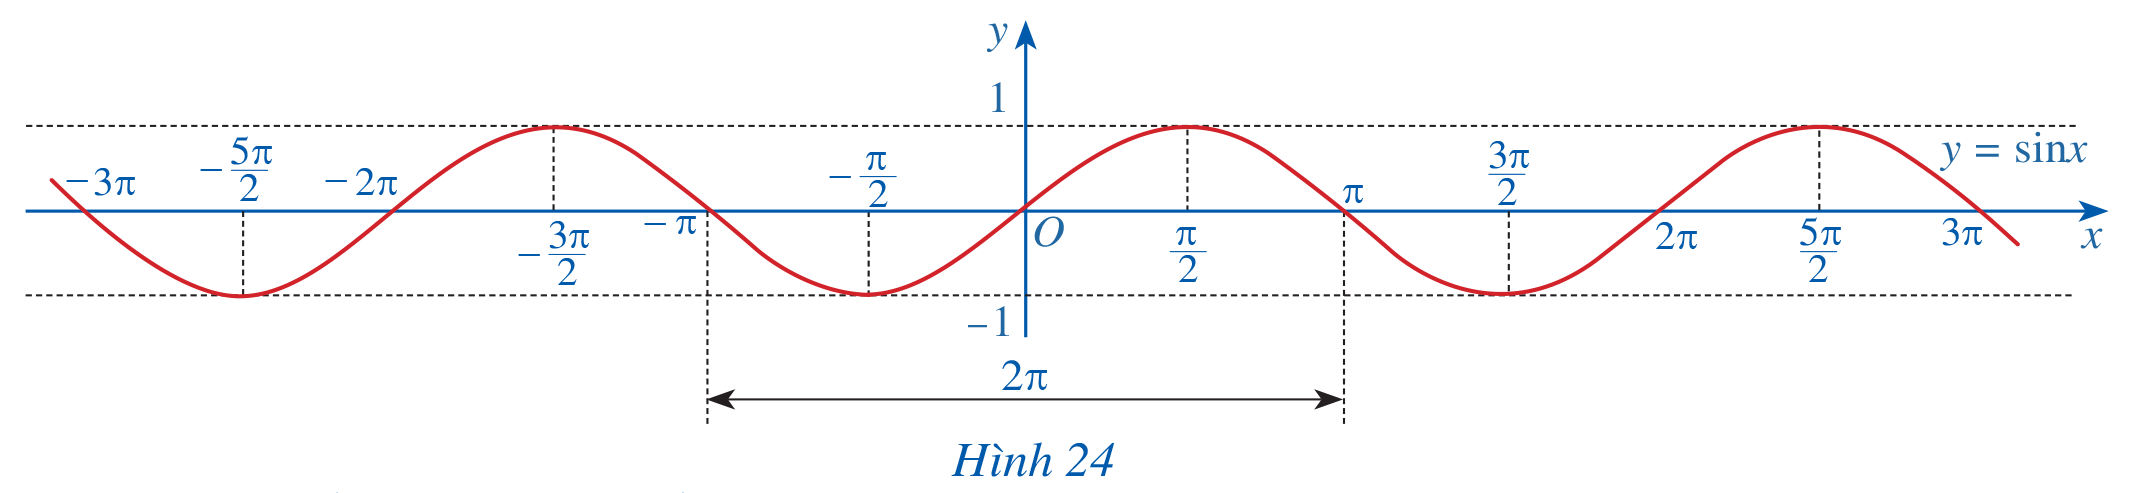 y
1
−3π
−5π/2
−2π
−3π/2
−π
−π/2
O
π/2
π
3π/2
2π
5π/2
3π
y = sinx
x
−1
2π
Hình 24